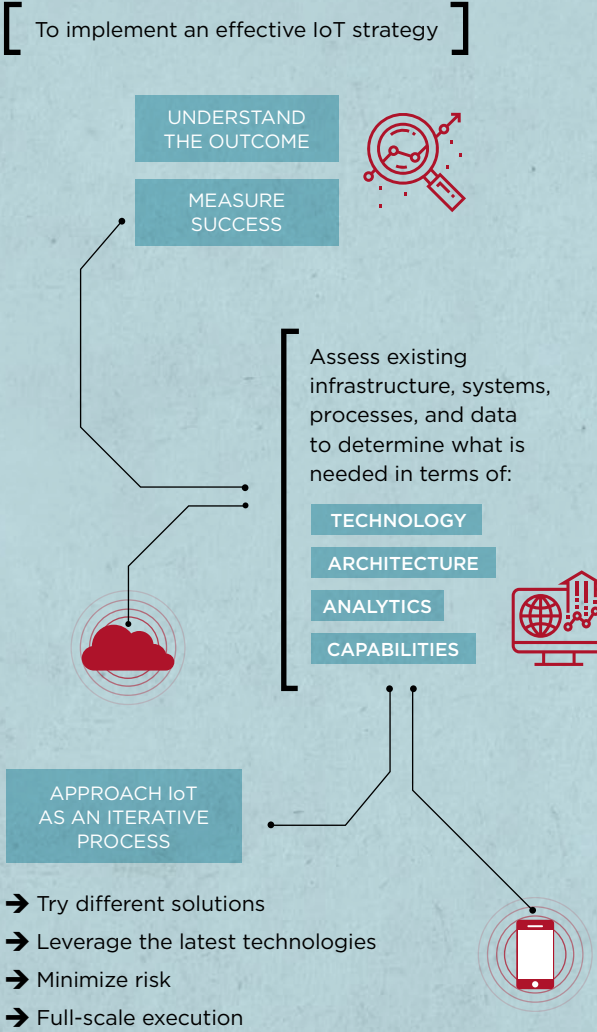 To implement an effective IoT strategy
UNDERSTAND
THE OUTCOME
MEASURE
SUCCESS
Assess existing
infrastructure, systems,
processes, and data
to determine what is
needed in terms of:
TECHNOLOGY
ARCHITECTURE
ANALYTICS
CAPABILITIES
APPROACH IoT
AS AN ITERATIVE
PROCESS
➔ Try different solutions
➔ Leverage the latest technologies
➔ Minimize risk
➔ Full-scale execution